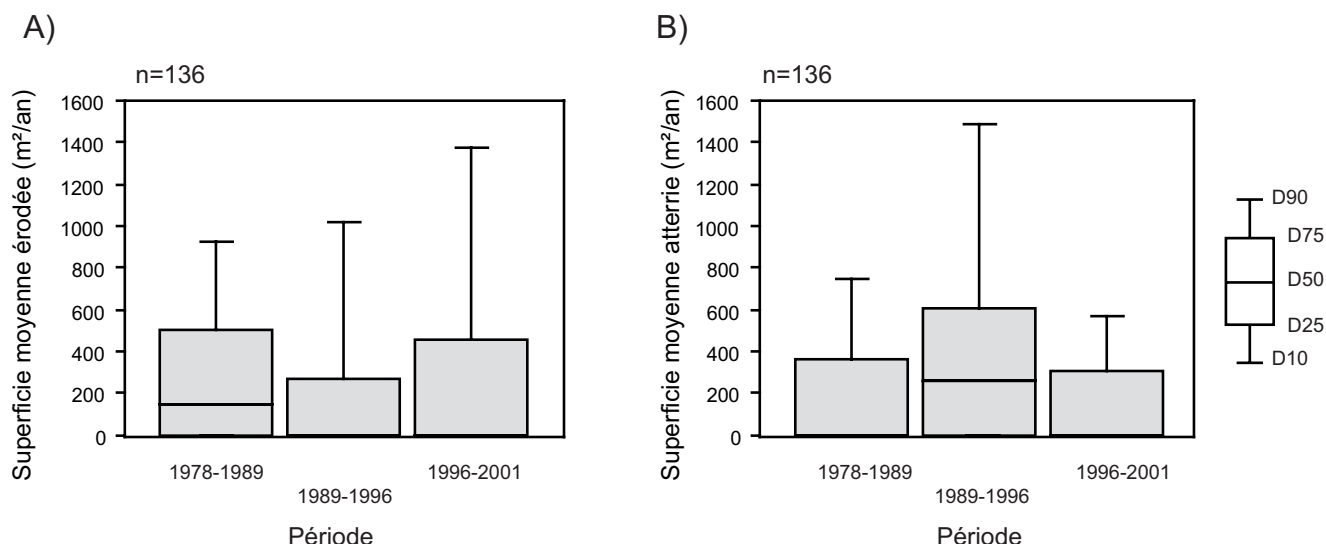 A)
n=136
Superficie moyenne érodée (m²/an)
1600
1400
1200
1000
800
600
400
200
0
1978-1989
1989-1996
1996-2001
Période
B)
n=136
Superficie moyenne atterrie (m²/an)
1600
1400
1200
1000
800
600
400
200
0
1978-1989
1989-1996
1996-2001
Période
D90
D75
D50
D25
D10